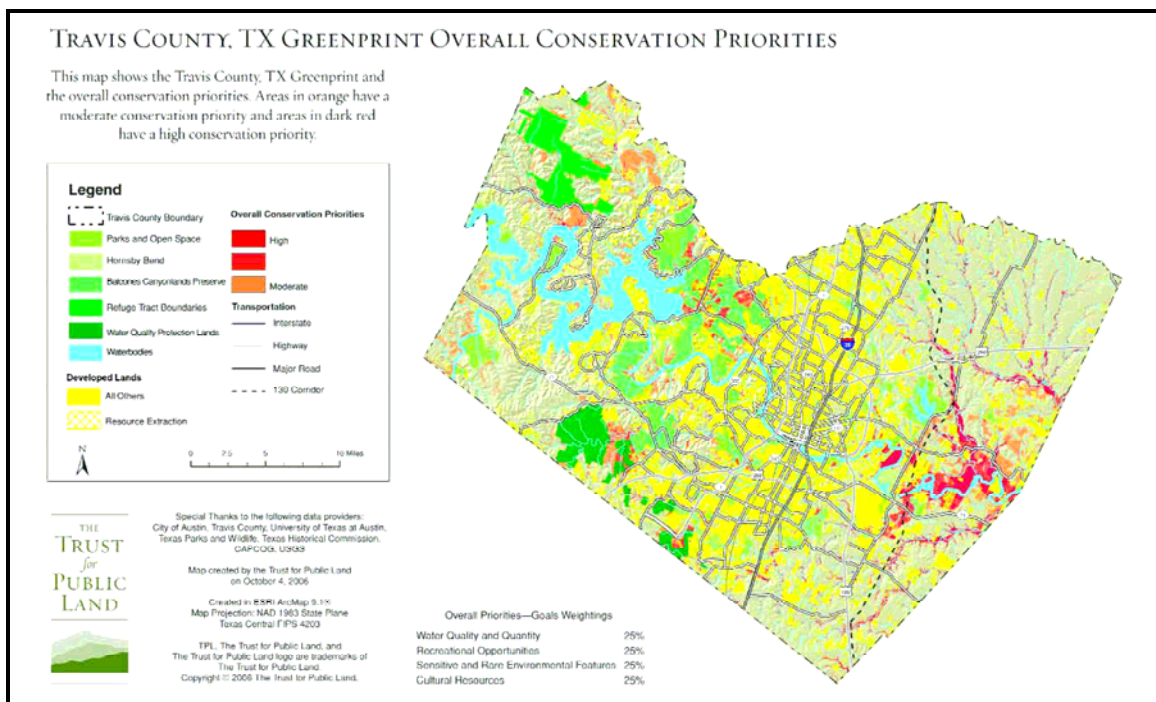 TRAVIS COUNTY, TX GREENPRINT OVERALL CONSERVATION PRIORITIES
This map shows the Travis County, TX Greenprint and
the overall conservation priorities. Areas in orange have a
moderate conservation priority and areas in dark red
have a high conservation priority.
Legend
Travis County Boundary
Parks and Open Space
Hornsby Bend
Balcones Canyonlands Preserve
Refuge Tract Boundaries
Water Quality Protection Lands
Waterbodies
Developed Lands
All Others
Resource Extraction
Overall Conservation Priorities
High
Moderate
Transportation
Interstate
Highway
Major Road
130 Corridor
N
0 2.5 5 10 Miles
THE
TRUST
for
PUBLIC
LAND
Special Thanks to the following data providers:
City of Austin, Travis County, University of Texas at Austin,
Texas Parks and Wildlife, Texas Historical Commission,
CAPCOG, USGS
Map created by the Trust for Public Land
on October 4, 2006
Created in ESRI ArcMap 9.1®
Map Projection: NAD 1983 State Plane
Texas Central FIPS 4203
TPL, The Trust for Public Land, and
The Trust for Public Land logo are trademarks of
The Trust for Public Land.
Copyright © 2006 The Trust for Public Land.
Overall Priorities—Goals Weightings
Water Quality and Quantity 25%
Recreational Opportunities 25%
Sensitive and Rare Environmental Features 25%
Cultural Resources 25%